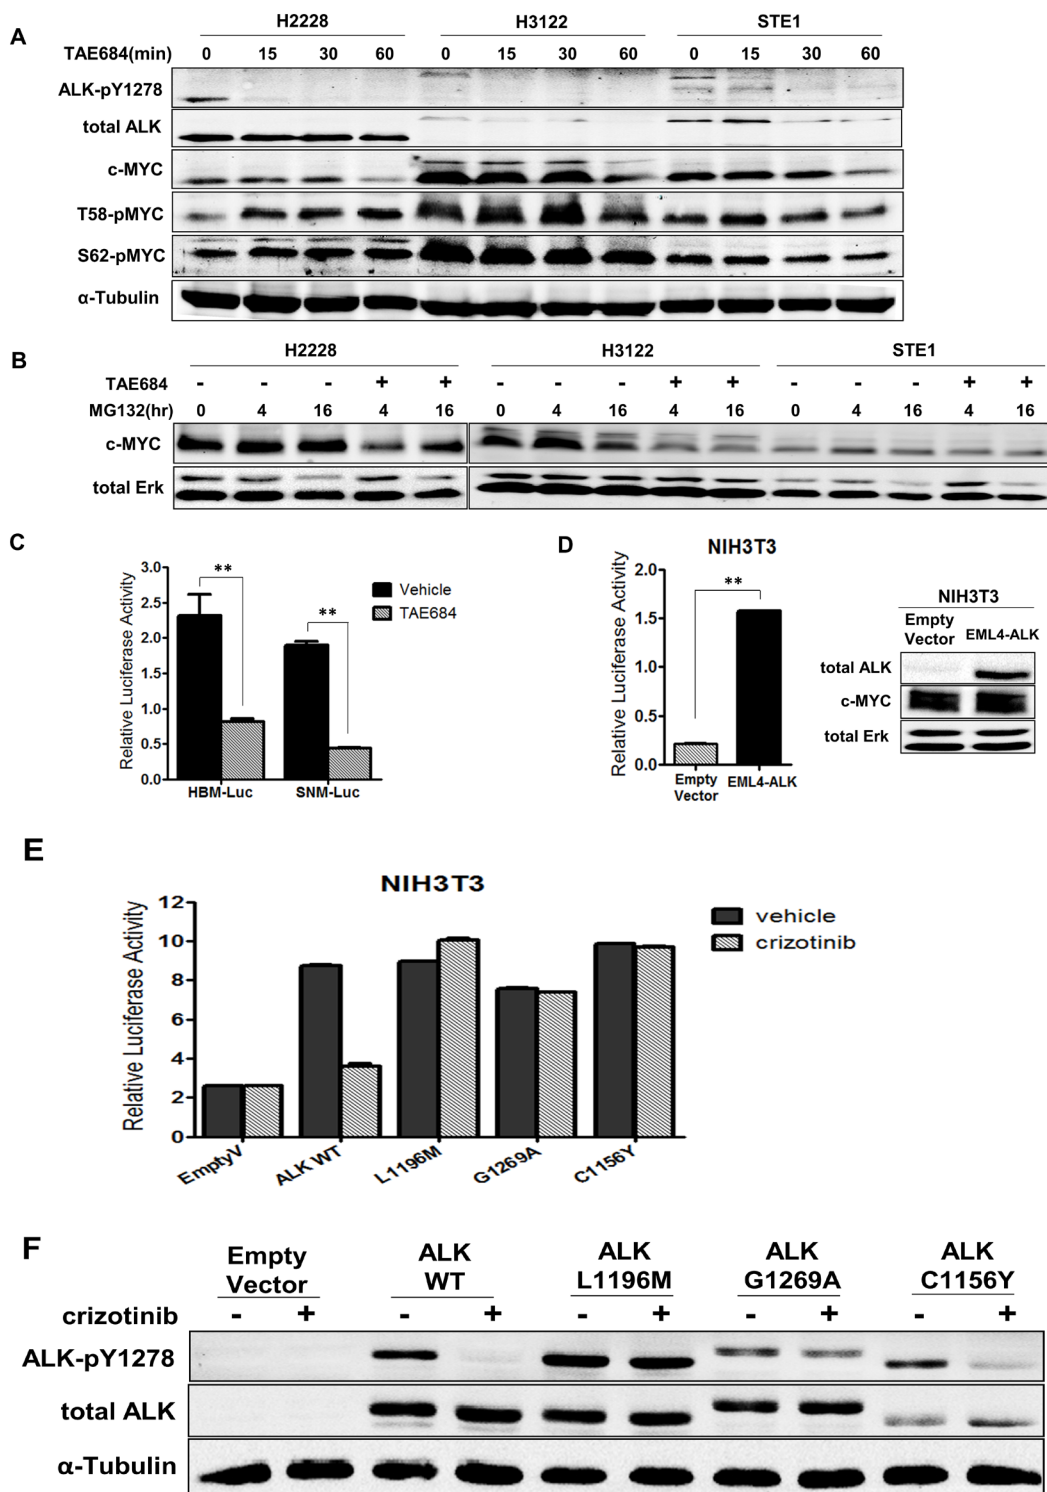 A
H2228 H3122 STE1
TAE684(min) 0 15 30 60 0 15 30 60 0 15 30 60
ALK-pY1278
total ALK
c-MYC
T58-pMYC
S62-pMYC
α-Tubulin
B
H2228 H3122 STE1
TAE684 - - - + + - - - + + - - - + +
MG132(hr) 0 4 16 4 16 0 4 16 4 16 0 4 16 4 16
c-MYC
total Erk
C
Relative Luciferase Activity
3.0
2.5
2.0
1.5
1.0
0.5
0.0
** **
Vehicle
TAE684
HBM-Luc SNM-Luc
D
NIH3T3
Relative Luciferase Activity
2.0
1.5
1.0
0.5
0.0
**
Empty
Vector
EML4-ALK
NIH3T3
Empty
Vector
EML4-ALK
total ALK
c-MYC
total Erk
E
NIH3T3
Relative Luciferase Activity
12
10
8
6
4
2
0
vehicle
crizotinib
EmptyV ALK WT L1196M G1269A C1156Y
F
Empty ALK ALK ALK ALK
Vector WT L1196M G1269A C1156Y
crizotinib - + - + - + - + - +
ALK-pY1278
total ALK
α-Tubulin